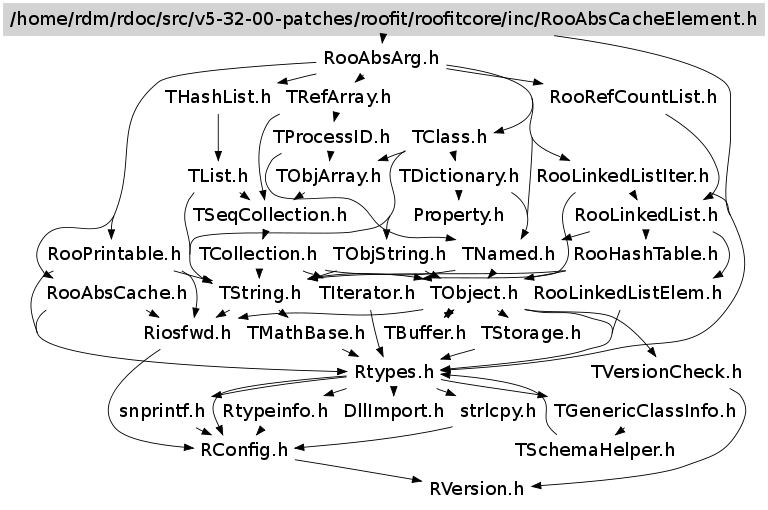 /home/rdm/rdoc/src/v5-32-00-patches/roofit/roofitcore/inc/RooAbsCacheElement.h
RooAbsArg.h
THashList.h TRefArray.h RooRefCountList.h
TProcessID.h TClass.h
TList.h TObjArray.h TDictionary.h RooLinkedListIter.h
TSeqCollection.h Property.h RooLinkedList.h
RooPrintable.h TCollection.h TObjString.h TNamed.h RooHashTable.h
RooAbsCache.h TString.h TIterator.h TObject.h RooLinkedListElem.h
Riosfwd.h TMathBase.h TBuffer.h TStorage.h
Rtypes.h TVersionCheck.h
snprintf.h Rtypeinfo.h DllImport.h strlcpy.h TGenericClassInfo.h
RConfig.h TSchemaHelper.h
RVersion.h